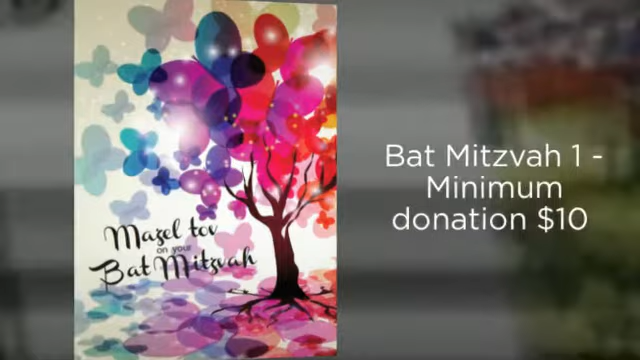 Mazel tov
on your
Bat Mitzvah
Bat Mitzvah 1 -
Minimum
donation $10